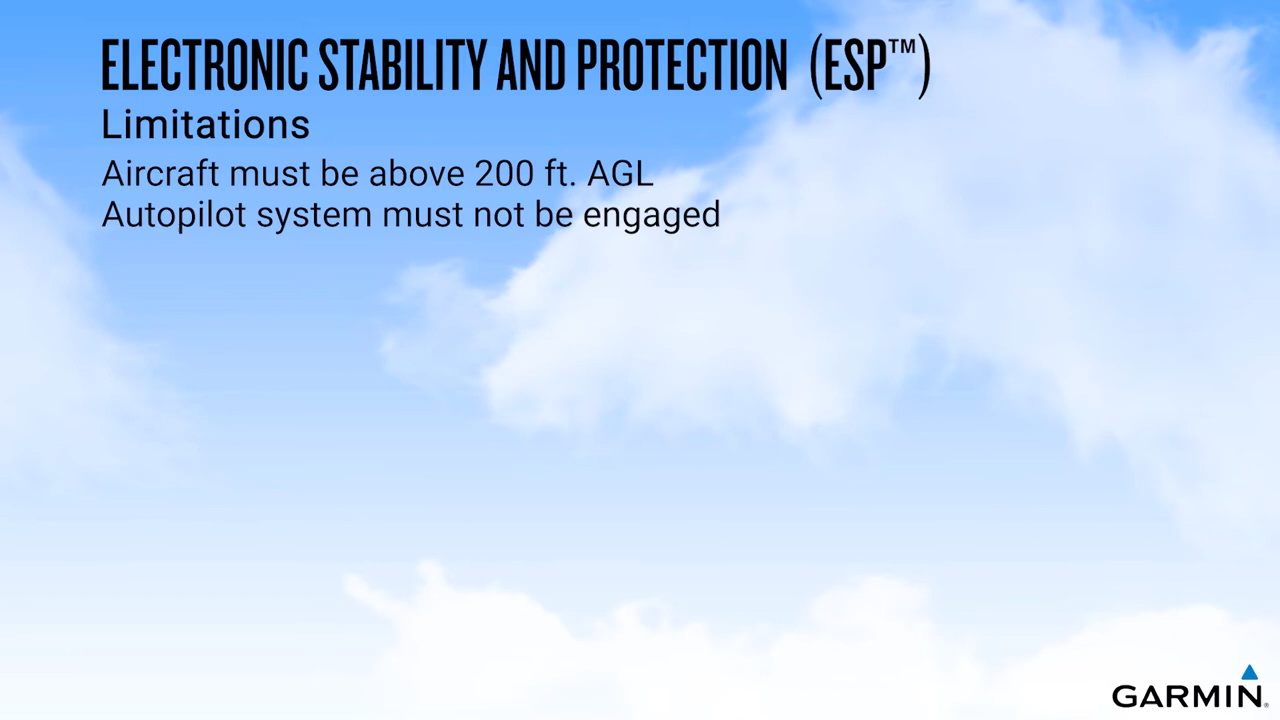 ELECTRONIC STABILITY AND PROTECTION (ESP™)
Limitations
Aircraft must be above 200 ft. AGL
Autopilot system must not be engaged
GARMIN®